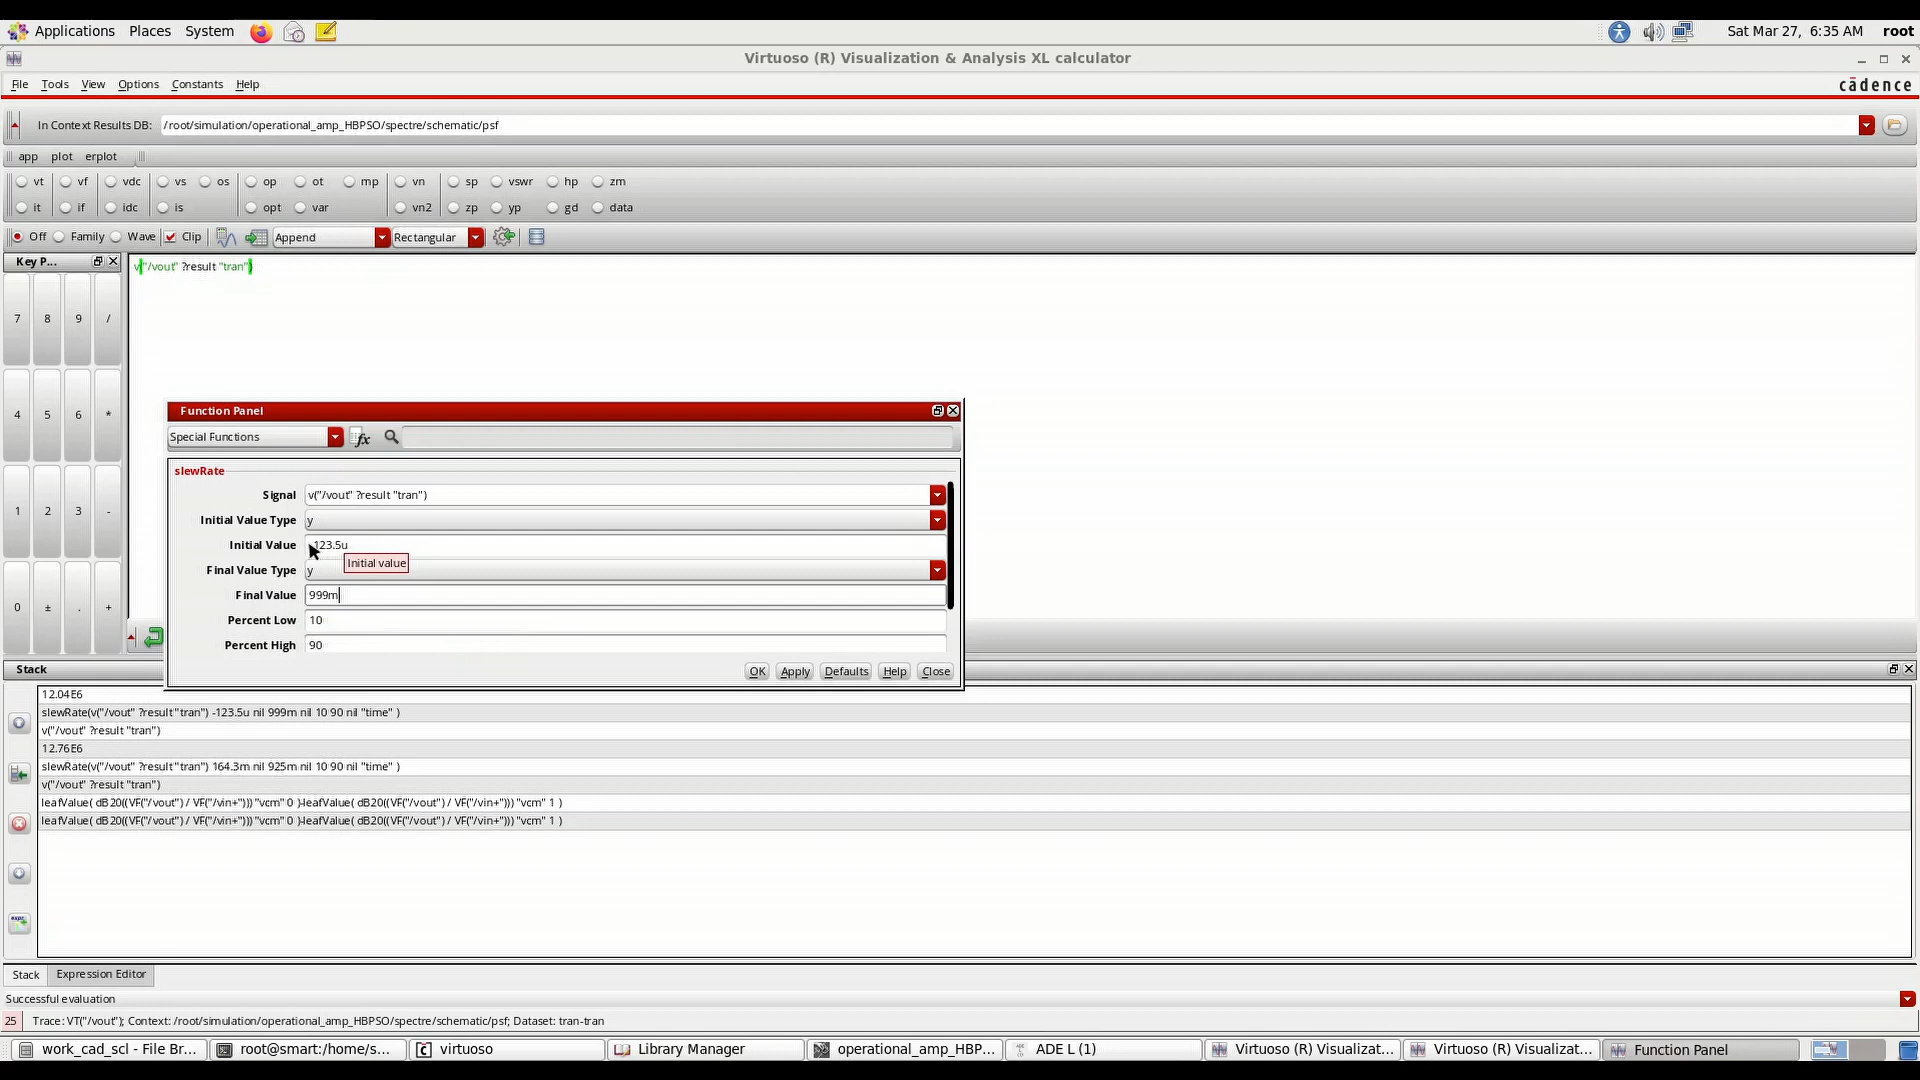 Applications Places System Sat Mar 27, 6:35 AM root
Virtuoso (R) Visualization & Analysis XL calculator
File Tools View Options Constants Help cādence
In Context Results DB: /root/simulation/operational_amp_HBPSO/spectre/schematic/psf
app plot erplot
vt vf vdc vs os op ot mp vn sp vswr hp zm
it if idc is opt var vn2 zp yp gd data
Off Family Wave Clip Append Rectangular
Key P...
v("/vout" ?result "tran")
7 8 9 /
4 5 6 *
1 2 3 -
0 ± . +
Function Panel
Special Functions fx
slewRate
Signal v("/vout" ?result "tran")
Initial Value Type y
Initial Value 123.5u
Initial value
Final Value Type y
Final Value 999m
Percent Low 10
Percent High 90
OK Apply Defaults Help Close
Stack
12.04E6
slewRate(v("/vout" ?result "tran") -123.5u nil 999m nil 10 90 nil "time" )
v("/vout" ?result "tran")
12.76E6
slewRate(v("/vout" ?result "tran") 164.3m nil 925m nil 10 90 nil "time" )
v("/vout" ?result "tran")
leafValue( dB20((VF("/vout") / VF("/vin+"))) "vcm" 0 )-leafValue( dB20((VF("/vout") / VF("/vin+"))) "vcm" 1 )
leafValue( dB20((VF("/vout") / VF("/vin+"))) "vcm" 0 )-leafValue( dB20((VF("/vout") / VF("/vin+"))) "vcm" 1 )
expr
Stack Expression Editor
Successful evaluation
25 Trace: VT("/vout"); Context: /root/simulation/operational_amp_HBPSO/spectre/schematic/psf; Dataset: tran-tran
work_cad_scl - File Br... root@smart:/home/s... virtuoso Library Manager operational_amp_HBP... ADE L (1) Virtuoso (R) Visualizat... Virtuoso (R) Visualizat... Function Panel